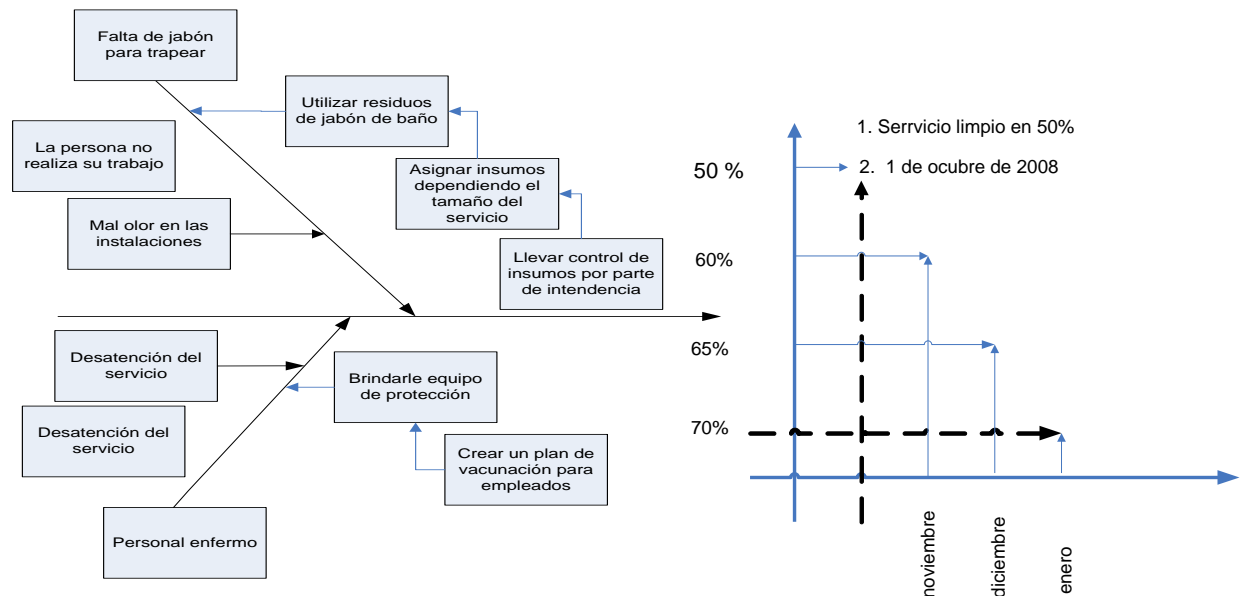 Falta de jabón
para trapear
Utilizar residuos
de jabón de baño
La persona no
realiza su trabajo
Asignar insumos
dependiendo el
tamaño del
servicio
Mal olor en las
instalaciones
Llevar control de
insumos por parte
de intendencia
Desatención del
servicio
Brindarle equipo
de protección
Desatención del
servicio
Crear un plan de
vacunación para
empleados
Personal enfermo
1. Serrvicio limpio en 50%
50 %
2. 1 de ocubre de 2008
60%
65%
70%
noviembre
diciembre
enero